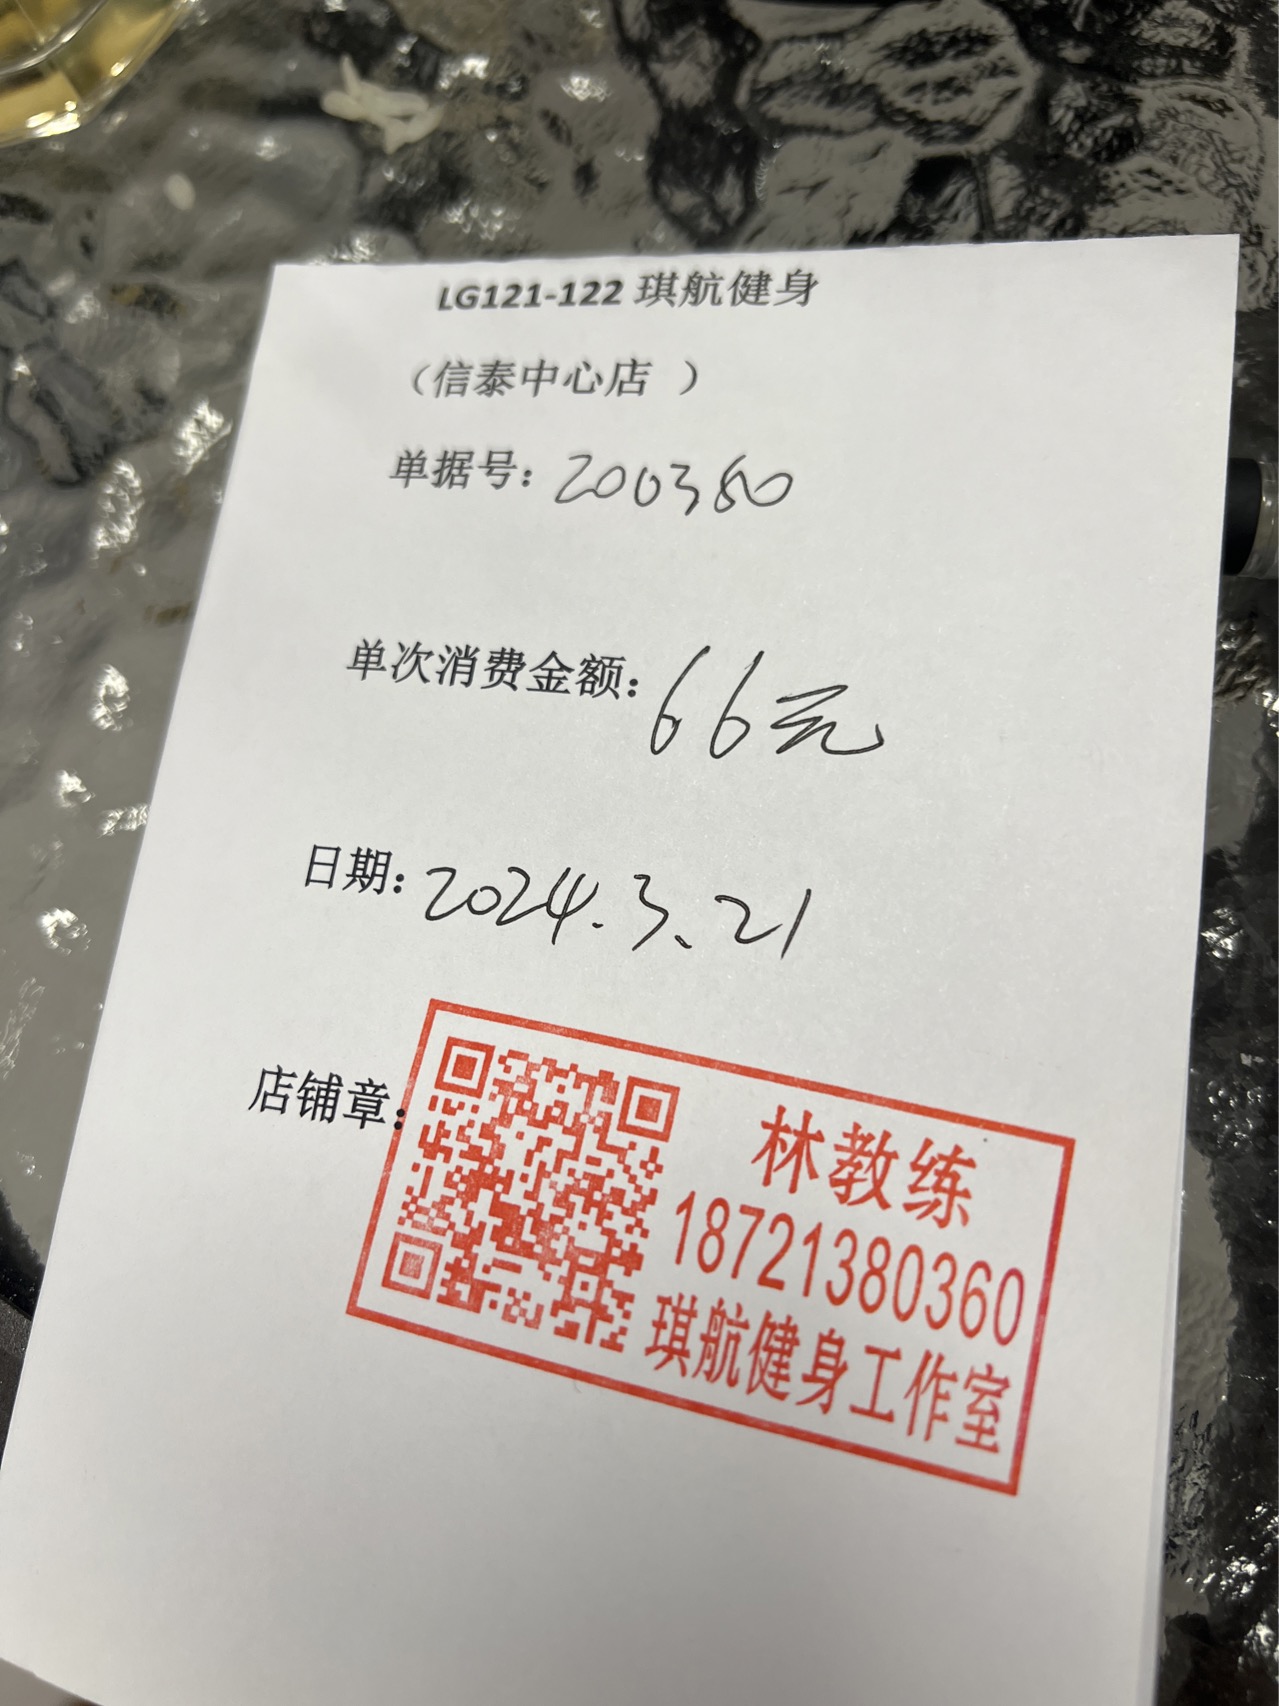 LG121-122 琪航健身
（信泰中心店 ）
单据号：200380
单次消费金额：66元
日期：2024.3.21
店铺章：
林教练
18721380360
琪航健身工作室